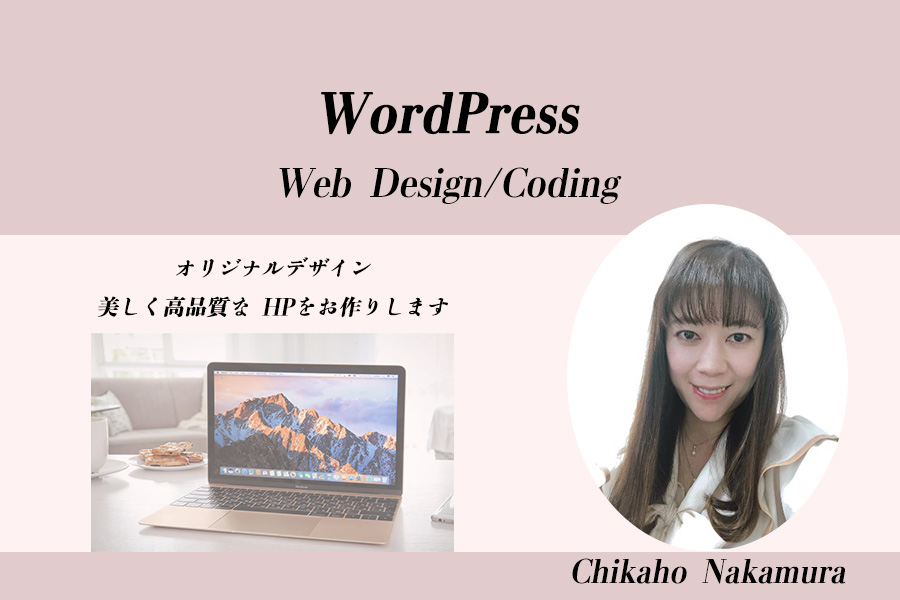 WordPress
Web Design/Coding
オリジナルデザイン
美しく高品質な HPをお作りします
Chikaho Nakamura